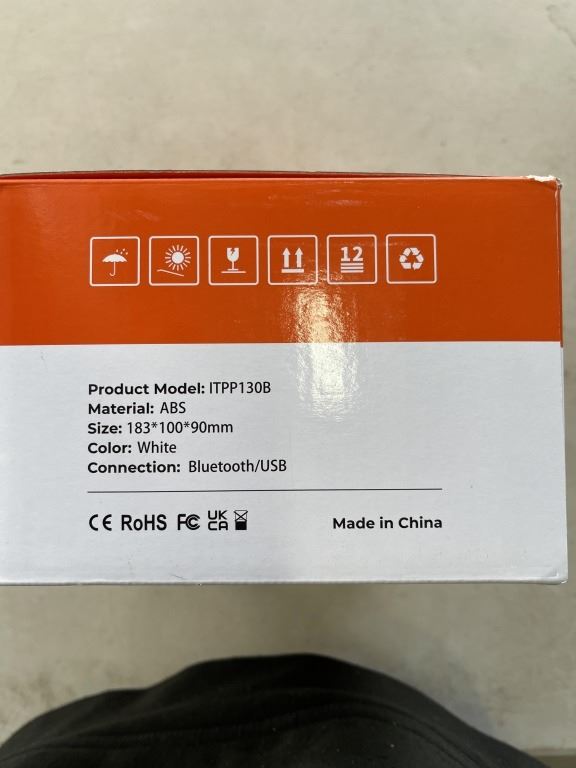 12
Product Model: ITPP130B
Material: ABS
Size: 183*100*90mm
Color: White
Connection: Bluetooth/USB
CE RoHS FC UK CA Made in China